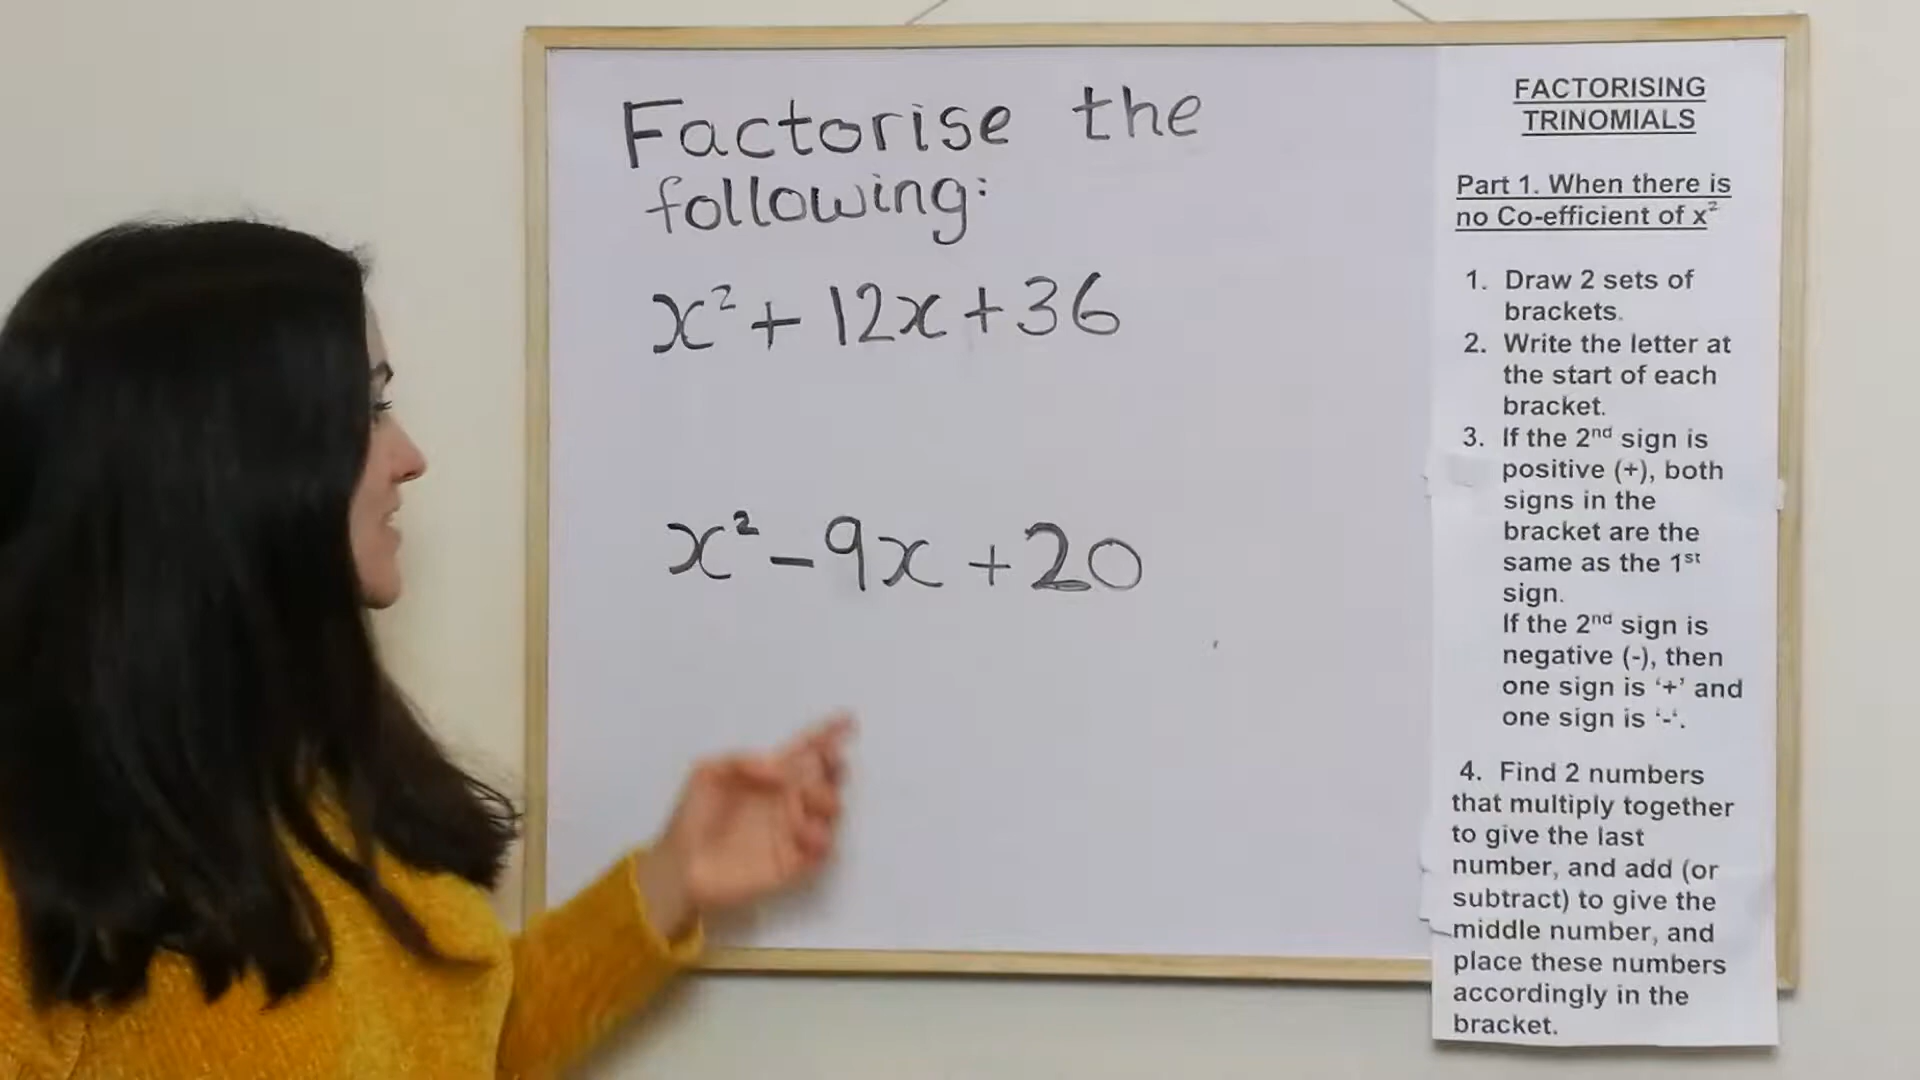 Factorise the
following:
x² + 12x + 36
x² - 9x + 20
FACTORISING
TRINOMIALS
Part 1. When there is
no Co-efficient of x²
1. Draw 2 sets of
brackets.
2. Write the letter at
the start of each
bracket.
3. If the 2nd sign is
positive (+), both
signs in the
bracket are the
same as the 1st
sign.
If the 2nd sign is
negative (-), then
one sign is ‘+’ and
one sign is ‘-‘.
4. Find 2 numbers
that multiply together
to give the last
number, and add (or
subtract) to give the
middle number, and
place these numbers
accordingly in the
bracket.